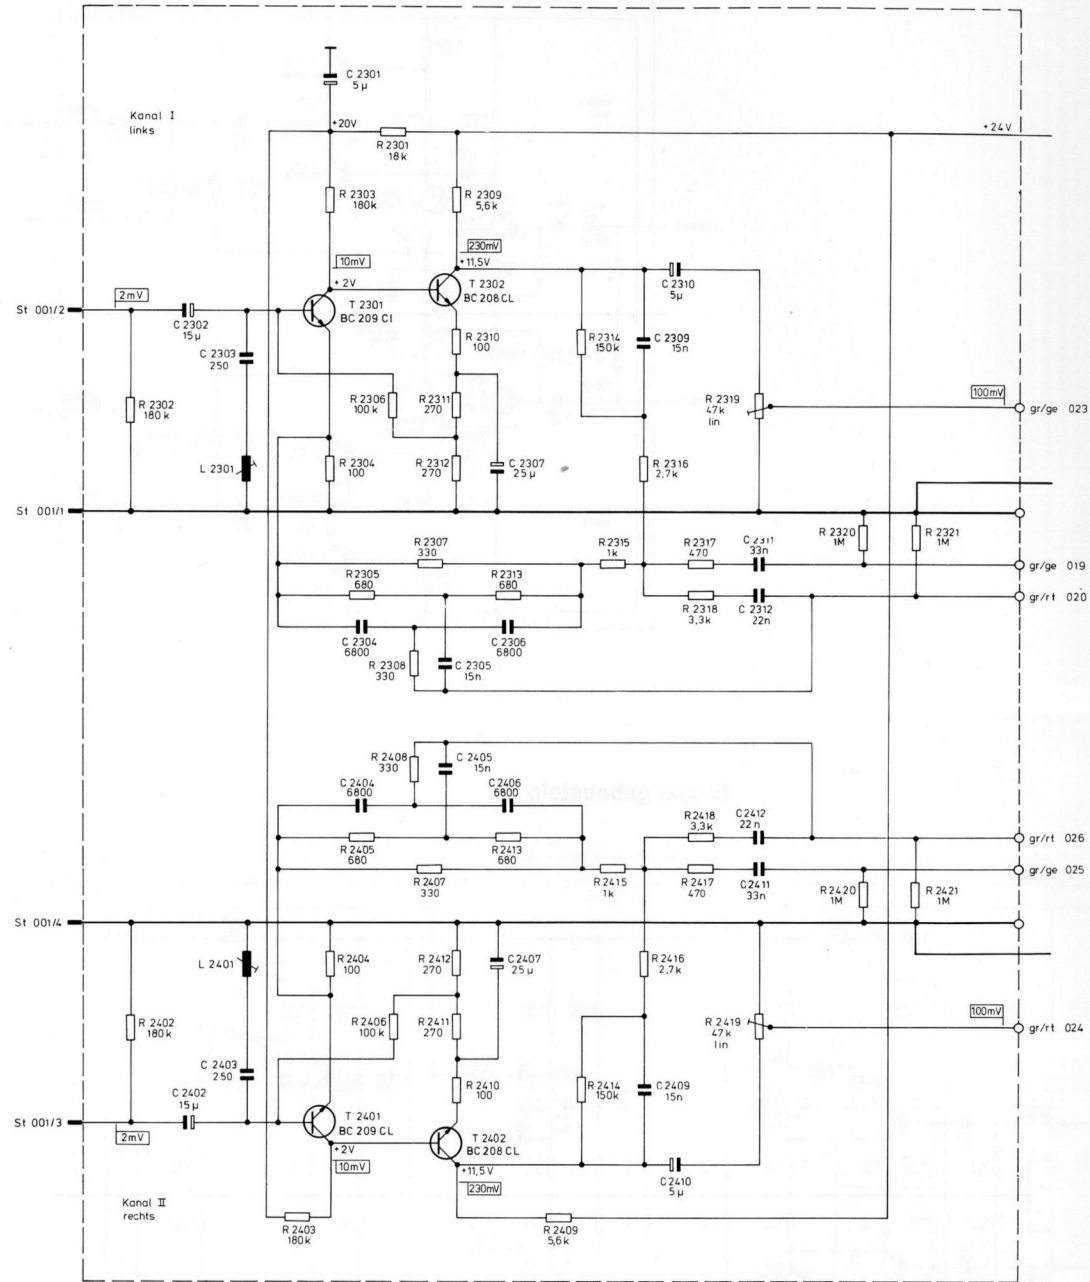 C 2301
5µ
Kanal I
links
+20V
+24V
R 2301
18k
R 2303
180k
R 2309
5,6k
230mV
10mV
+11,5V
+2V
T 2302
BC 208 CL
C 2310
5µ
2mV
St 001/2
T 2301
BC 209 Cl
C 2302
15µ
R 2310
100
R 2314
150k
C 2309
15n
C 2303
250
R 2302
180k
R 2306
100k
R 2311
270
R 2319
47k
lin
100mV
gr/ge 023
L 2301
R 2304
100
R 2312
270
C 2307
25µ
R 2316
2,7k
St 001/1
R 2307
330
R 2315
1k
R 2317
470
C 2311
33n
R 2320
1M
R 2321
1M
gr/ge 019
R 2305
680
R 2313
680
gr/rt 020
R 2318
3,3k
C 2312
22n
C 2304
6800
C 2306
6800
R 2308
330
C 2305
15n
R 2408
330
C 2405
15n
C 2404
6800
C 2406
6800
R 2418
3,3k
C 2412
22n
gr/rt 026
R 2405
680
R 2413
680
gr/ge 025
R 2407
330
R 2415
1k
R 2417
470
C 2411
33n
R 2420
1M
R 2421
1M
St 001/4
L 2401
R 2404
100
R 2412
270
C 2407
25µ
R 2416
2,7k
R 2402
180k
R 2406
100k
R 2411
270
R 2419
47k
lin
100mV
gr/rt 024
C 2403
250
C 2402
15µ
R 2410
100
R 2414
150k
C 2409
15n
St 001/3
2mV
T 2401
BC 209 CL
+2V
10mV
T 2402
BC 208 CL
+11,5V
230mV
C 2410
5µ
Kanal II
rechts
R 2403
180k
R 2409
5,6k